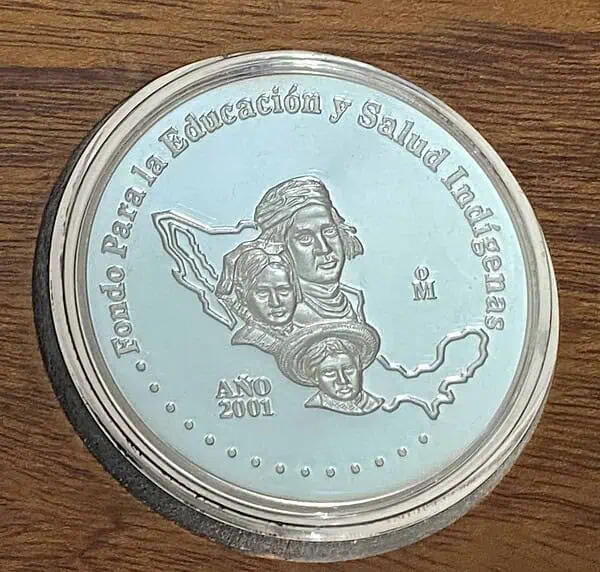 Fondo Para la Educación y Salud Indígenas
o
M
AÑO
2001